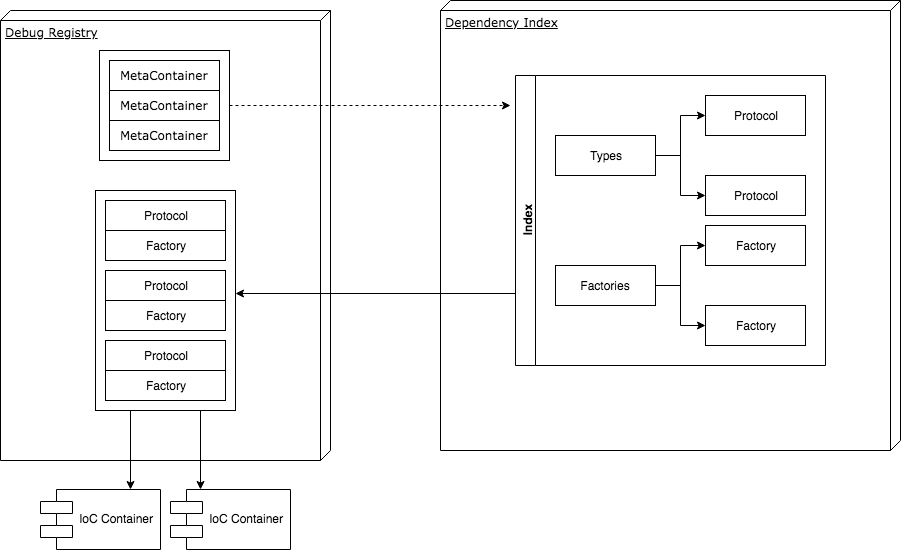 Debug Registry
MetaContainer
MetaContainer
MetaContainer
Protocol
Factory
Protocol
Factory
Protocol
Factory
IoC Container
IoC Container
Dependency Index
Index
Types
Protocol
Protocol
Factories
Factory
Factory